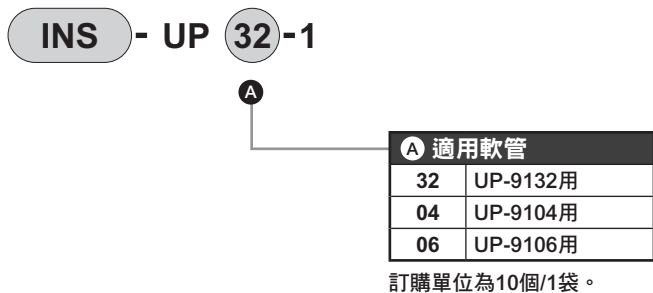 INS - UP 32-1
A
A 適用軟管
32 UP-9132用
04 UP-9104用
06 UP-9106用
訂購單位為10個/1袋。